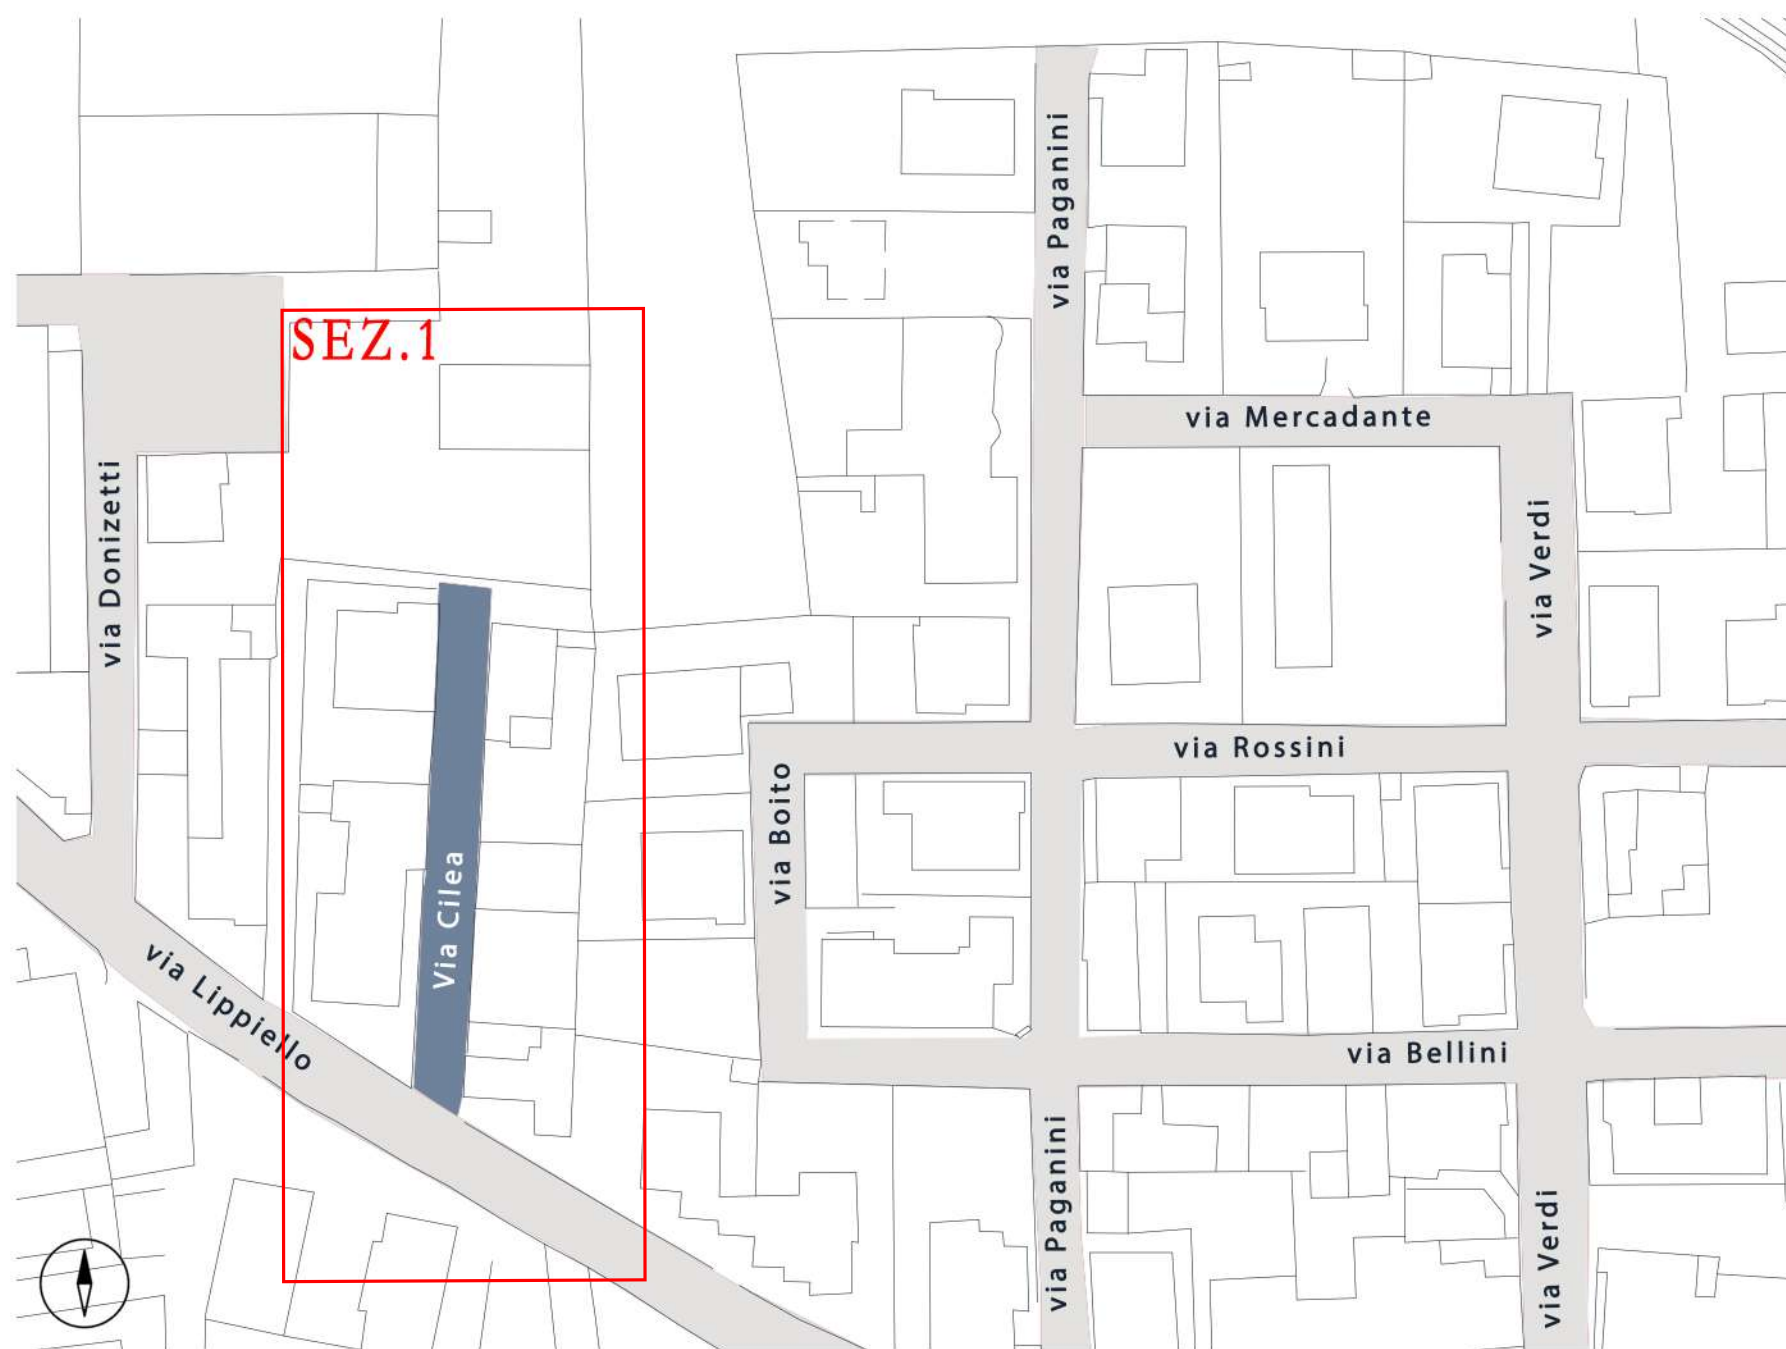 SEZ.1
via Paganini
via Mercadante
via Donizetti
via Verdi
via Rossini
via Boito
Via Cilea
via Lippiello
via Bellini
via Paganini
via Verdi